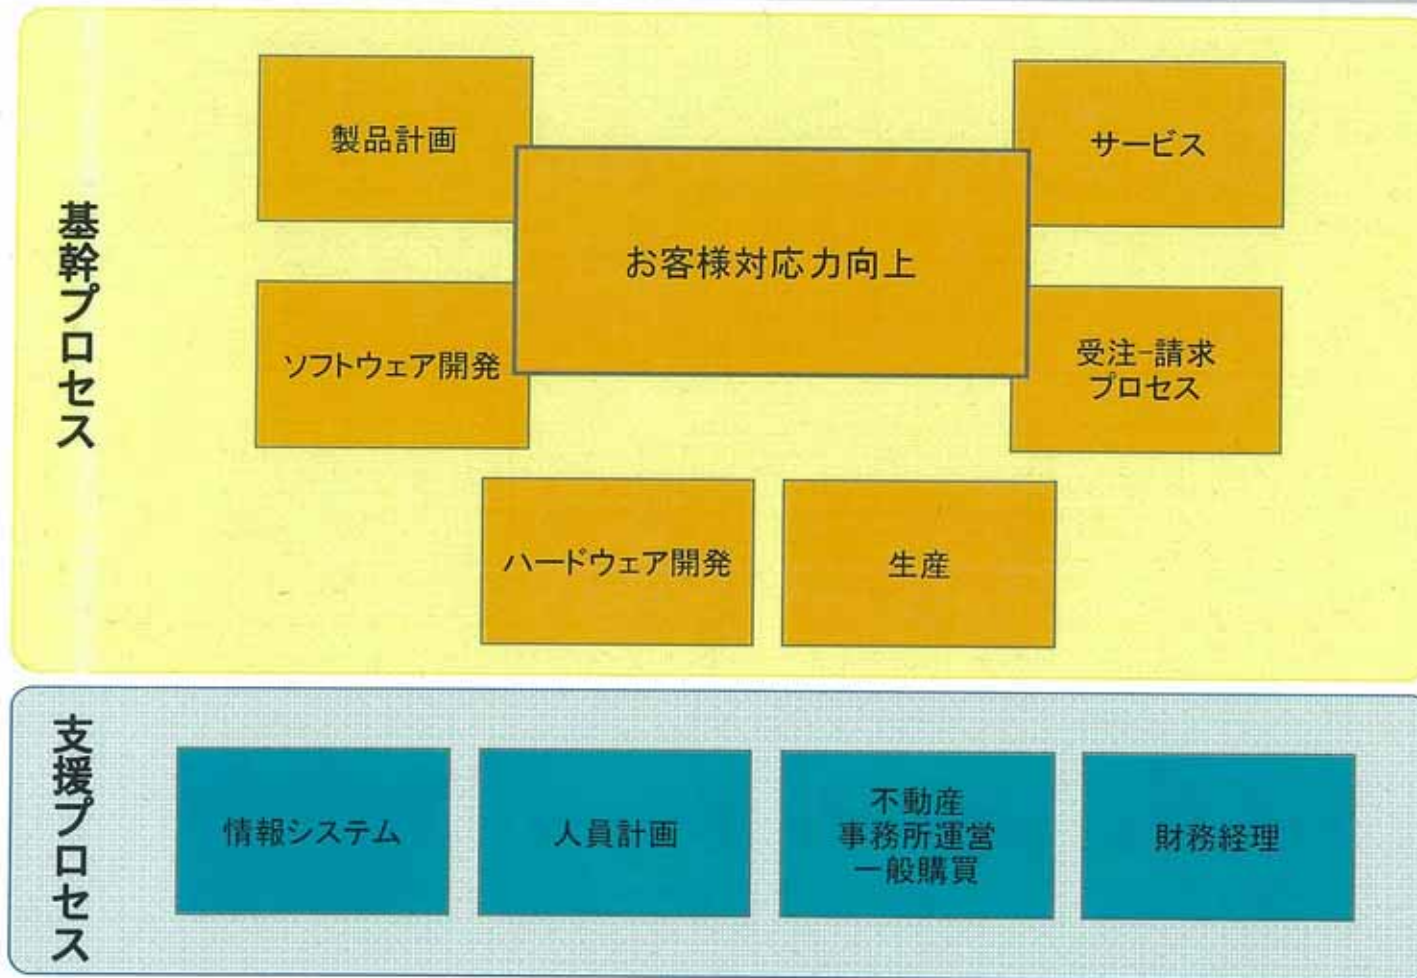 基幹プロセス
製品計画
サービス
お客様対応力向上
ソフトウェア開発
受注-請求
プロセス
ハードウェア開発
生産
支援プロセス
情報システム
人員計画
不動産
事務所運営
一般購買
財務経理